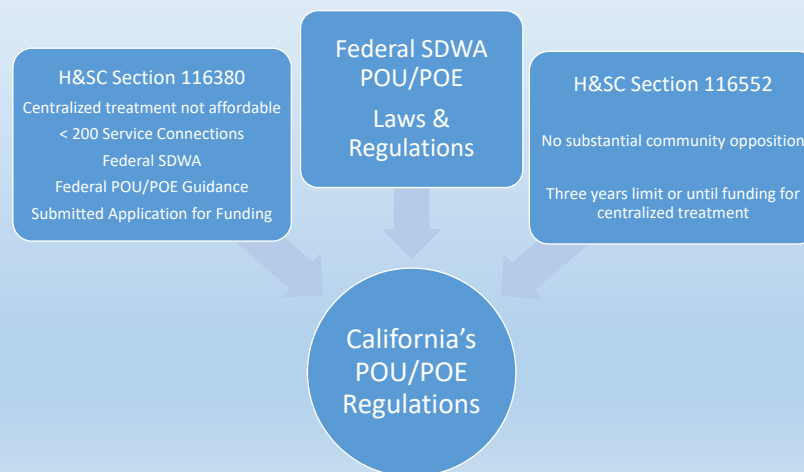 H&SC Section 116380
Centralized treatment not affordable
< 200 Service Connections
Federal SDWA
Federal POU/POE Guidance
Submitted Application for Funding
Federal SDWA
POU/POE
Laws &
Regulations
H&SC Section 116552
No substantial community opposition
Three years limit or until funding for
centralized treatment
California’s
POU/POE
Regulations